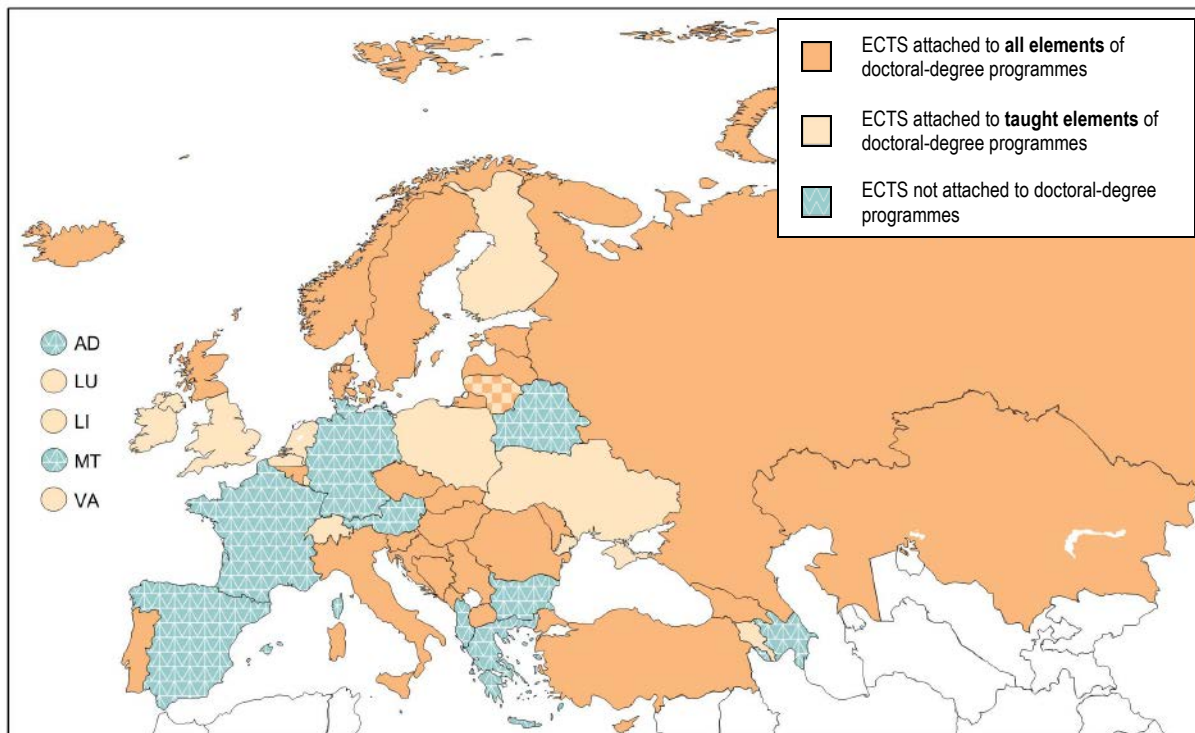 ECTS attached to all elements of
doctoral-degree programmes
ECTS attached to taught elements of
doctoral-degree programmes
ECTS not attached to doctoral-degree
programmes
AD
LU
LI
MT
VA